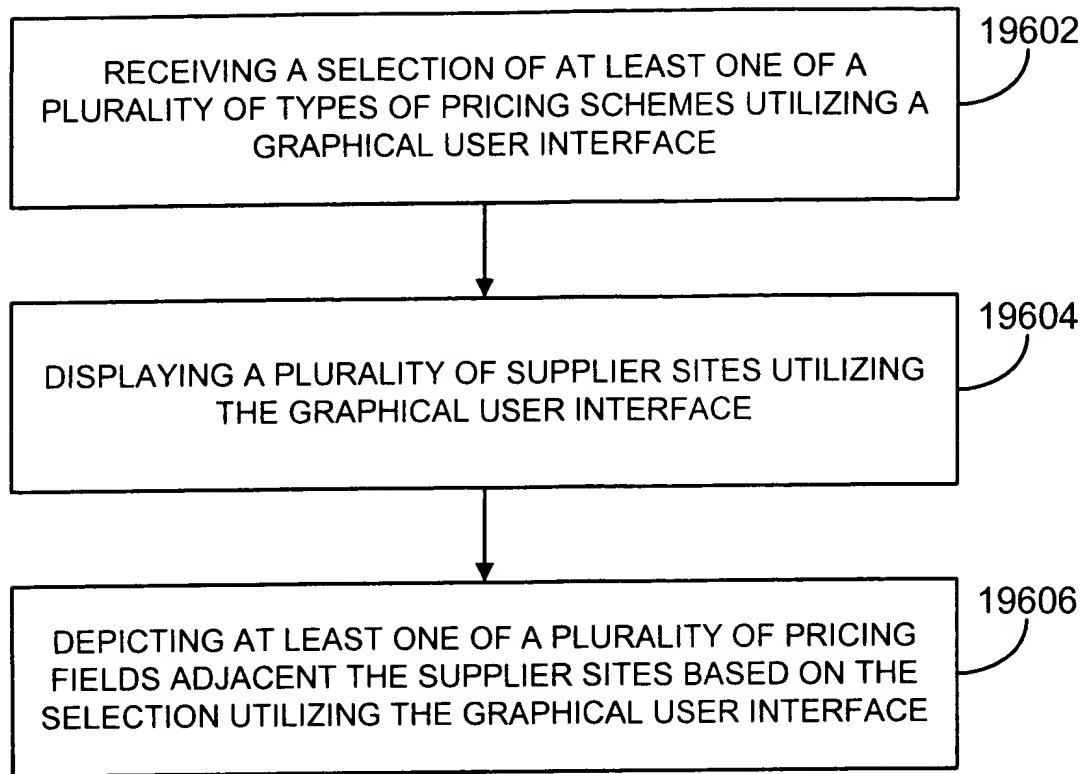 19602
RECEIVING A SELECTION OF AT LEAST ONE OF A
PLURALITY OF TYPES OF PRICING SCHEMES UTILIZING A
GRAPHICAL USER INTERFACE
19604
DISPLAYING A PLURALITY OF SUPPLIER SITES UTILIZING
THE GRAPHICAL USER INTERFACE
19606
DEPICTING AT LEAST ONE OF A PLURALITY OF PRICING
FIELDS ADJACENT THE SUPPLIER SITES BASED ON THE
SELECTION UTILIZING THE GRAPHICAL USER INTERFACE